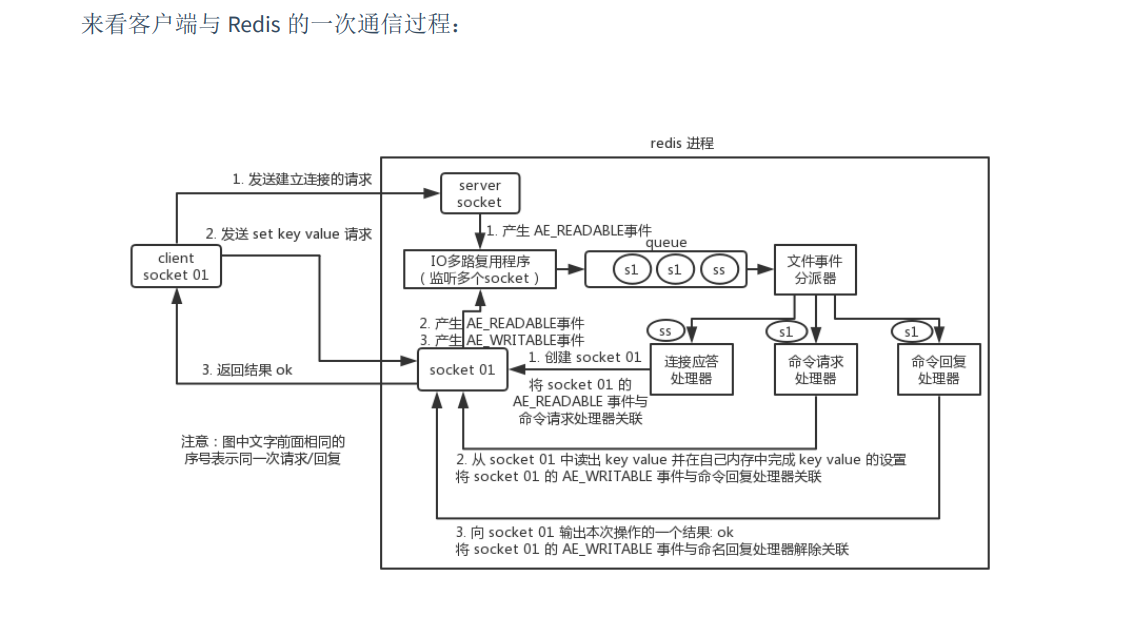 来看客户端与 Redis 的一次通信过程：
redis 进程
1. 发送建立连接的请求
server
socket
1. 产生 AE_READABLE事件
2. 发送 set key value 请求
queue
client
socket 01
IO多路复用程序
（监听多个socket ）
s1
s1
ss
文件事件
分派器
2. 产生 AE_READABLE事件
3. 产生 AE_WRITABLE事件
ss
s1
s1
1. 创建 socket 01
连接应答
处理器
命令请求
处理器
命令回复
处理器
3. 返回结果 ok
socket 01
将 socket 01 的
AE_READABLE 事件与
命令请求处理器关联
注意：图中文字前面相同的
序号表示同一次请求/回复
2. 从 socket 01 中读出 key value 并在自己内存中完成 key value 的设置
将 socket 01 的 AE_WRITABLE 事件与命令回复处理器关联
3. 向 socket 01 输出本次操作的一个结果: ok
将 socket 01 的 AE_WRITABLE 事件与命名回复处理器解除关联